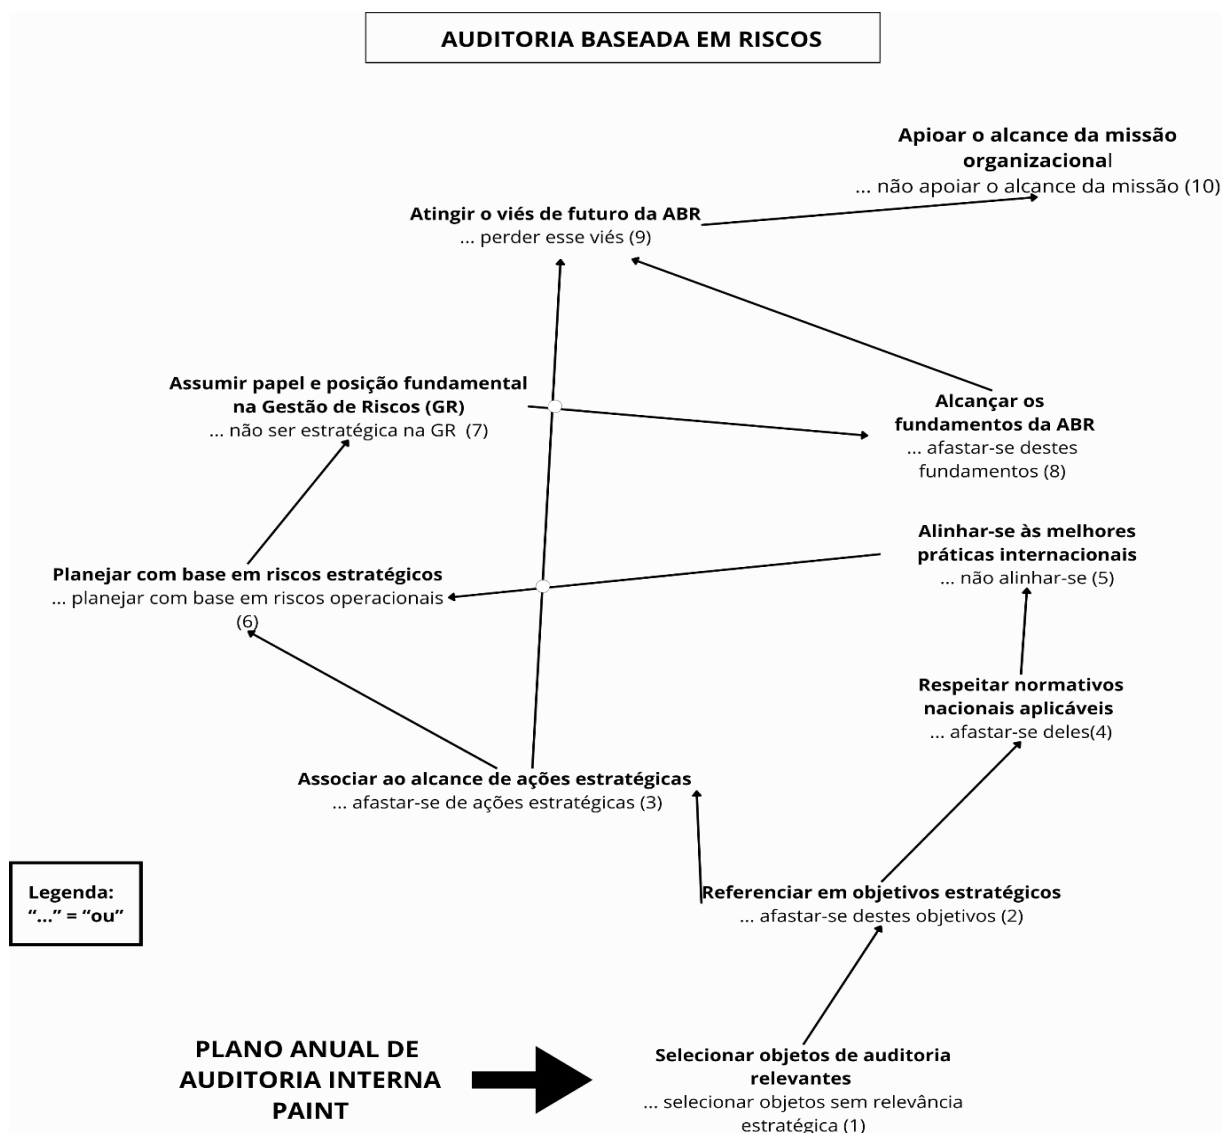 AUDITORIA BASEADA EM RISCOS
Apioar o alcance da missão
organizacional
... não apoiar o alcance da missão (10)
Atingir o viés de futuro da ABR
... perder esse viés (9)
Assumir papel e posição fundamental
na Gestão de Riscos (GR)
... não ser estratégica na GR (7)
Alcançar os
fundamentos da ABR
... afastar-se destes
fundamentos (8)
Alinhar-se às melhores
práticas internacionais
... não alinhar-se (5)
Planejar com base em riscos estratégicos
... planejar com base em riscos operacionais
(6)
Respeitar normativos
nacionais aplicáveis
... afastar-se deles(4)
Associar ao alcance de ações estratégicas
... afastar-se de ações estratégicas (3)
Legenda:
“...” = “ou”
Referenciar em objetivos estratégicos
... afastar-se destes objetivos (2)
PLANO ANUAL DE
AUDITORIA INTERNA
PAINT
Selecionar objetos de auditoria
relevantes
... selecionar objetos sem relevância
estratégica (1)